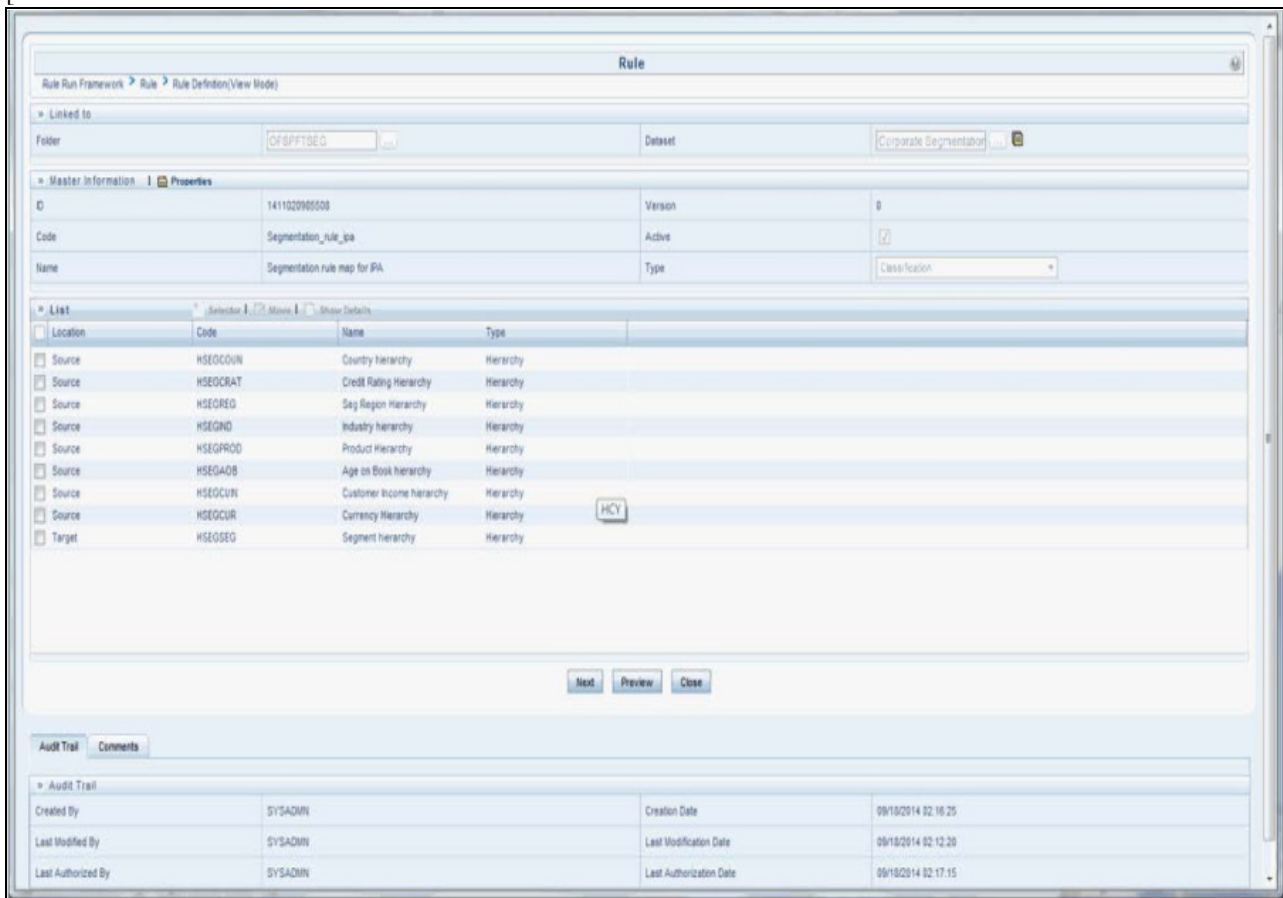 Rule
Rule Run Framework > Rule > Rule Definition(View Mode)
» Linked to
Folder OFSPFTSEG ... Dataset Corporate Segmentation ...
» Master Information | Properties
ID 1411020985508 Version 0
Code Segmentation_rule_ipa Active
Name Segmentation rule map for IPA Type Classification
» List Selector | Move | Show Details
Location Code Name Type
Source HSEGCOUN Country hierarchy Hierarchy
Source HSEGCRAT Credit Rating Hierarchy Hierarchy
Source HSEGREG Seg Region Hierarchy Hierarchy
Source HSEGIND Industry hierarchy Hierarchy
Source HSEGPROD Product Hierarchy Hierarchy
Source HSEGAOB Age on Book hierarchy Hierarchy
Source HSEGCUIN Customer Income hierarchy Hierarchy
Source HSEGCUR Currency Hierarchy Hierarchy
HCY
Target HSEGSEG Segment hierarchy Hierarchy
Next Preview Close
Audit Trail Comments
» Audit Trail
Created By SYSADMN Creation Date 09/18/2014 02:16:25
Last Modified By SYSADMN Last Modification Date 09/18/2014 02:12:20
Last Authorized By SYSADMN Last Authorization Date 09/18/2014 02:17:15